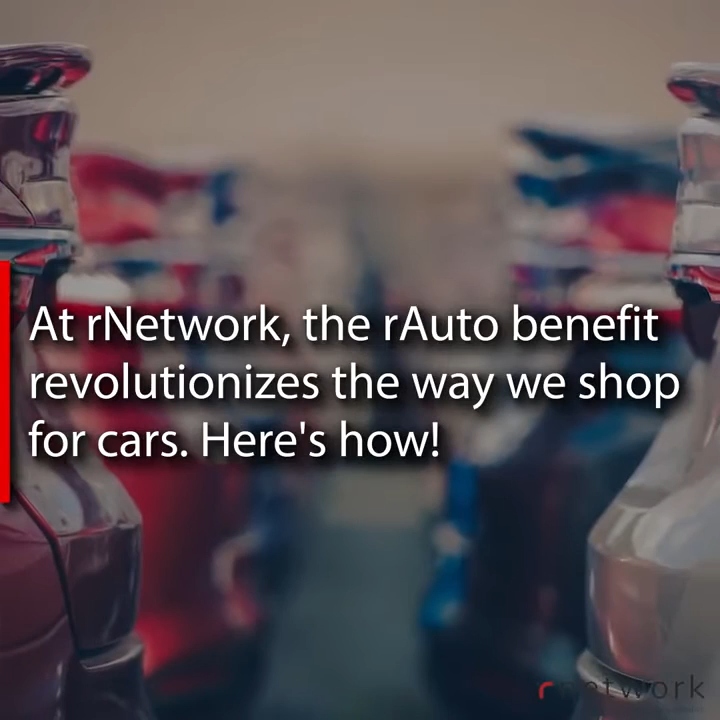 At rNetwork, the rAuto benefit
revolutionizes the way we shop
for cars. Here's how!
rnetwork